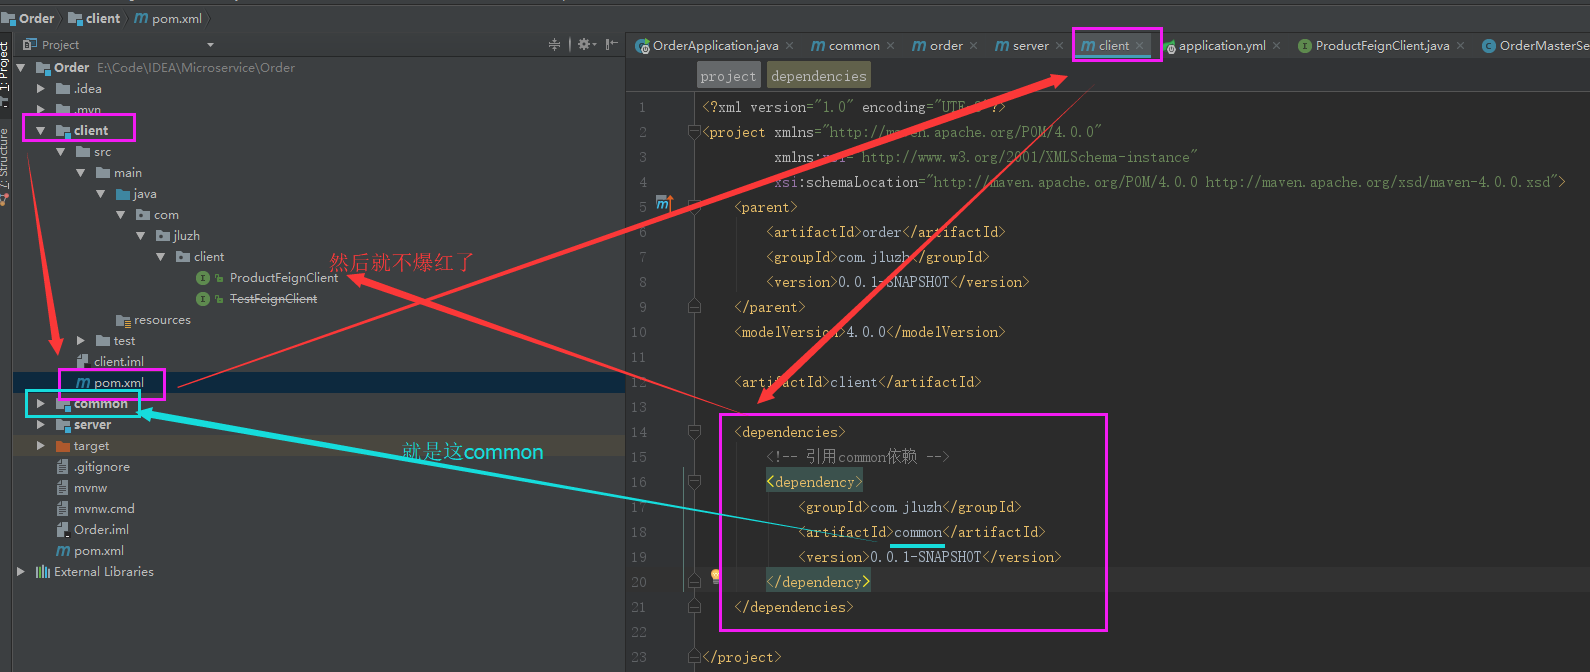 Order
client
pom.xml
Project
Order E:\Code\IDEA\Microservice\Order
.idea
.mvn
client
src
main
java
com
jluzh
client
ProductFeignClient
TestFeignClient
resources
test
client.iml
pom.xml
common
server
target
.gitignore
mvnw
mvnw.cmd
Order.iml
pom.xml
External Libraries
1: Project
7: Structure
然后就不爆红了
就是这common
OrderApplication.java
common
order
server
client
application.yml
ProductFeignClient.java
OrderMasterSe
project
dependencies
1 <?xml version="1.0" encoding="UTF-8"?>
2 <project xmlns="http://maven.apache.org/POM/4.0.0"
3 xmlns:xsi="http://www.w3.org/2001/XMLSchema-instance"
4 xsi:schemaLocation="http://maven.apache.org/POM/4.0.0 http://maven.apache.org/xsd/maven-4.0.0.xsd">
5 <parent>
6 <artifactId>order</artifactId>
7 <groupId>com.jluzh</groupId>
8 <version>0.0.1-SNAPSHOT</version>
9 </parent>
10 <modelVersion>4.0.0</modelVersion>
11
12 <artifactId>client</artifactId>
13
14 <dependencies>
15 <!-- 引用common依赖 -->
16 <dependency>
17 <groupId>com.jluzh</groupId>
18 <artifactId>common</artifactId>
19 <version>0.0.1-SNAPSHOT</version>
20 </dependency>
21 </dependencies>
22
23 </project>